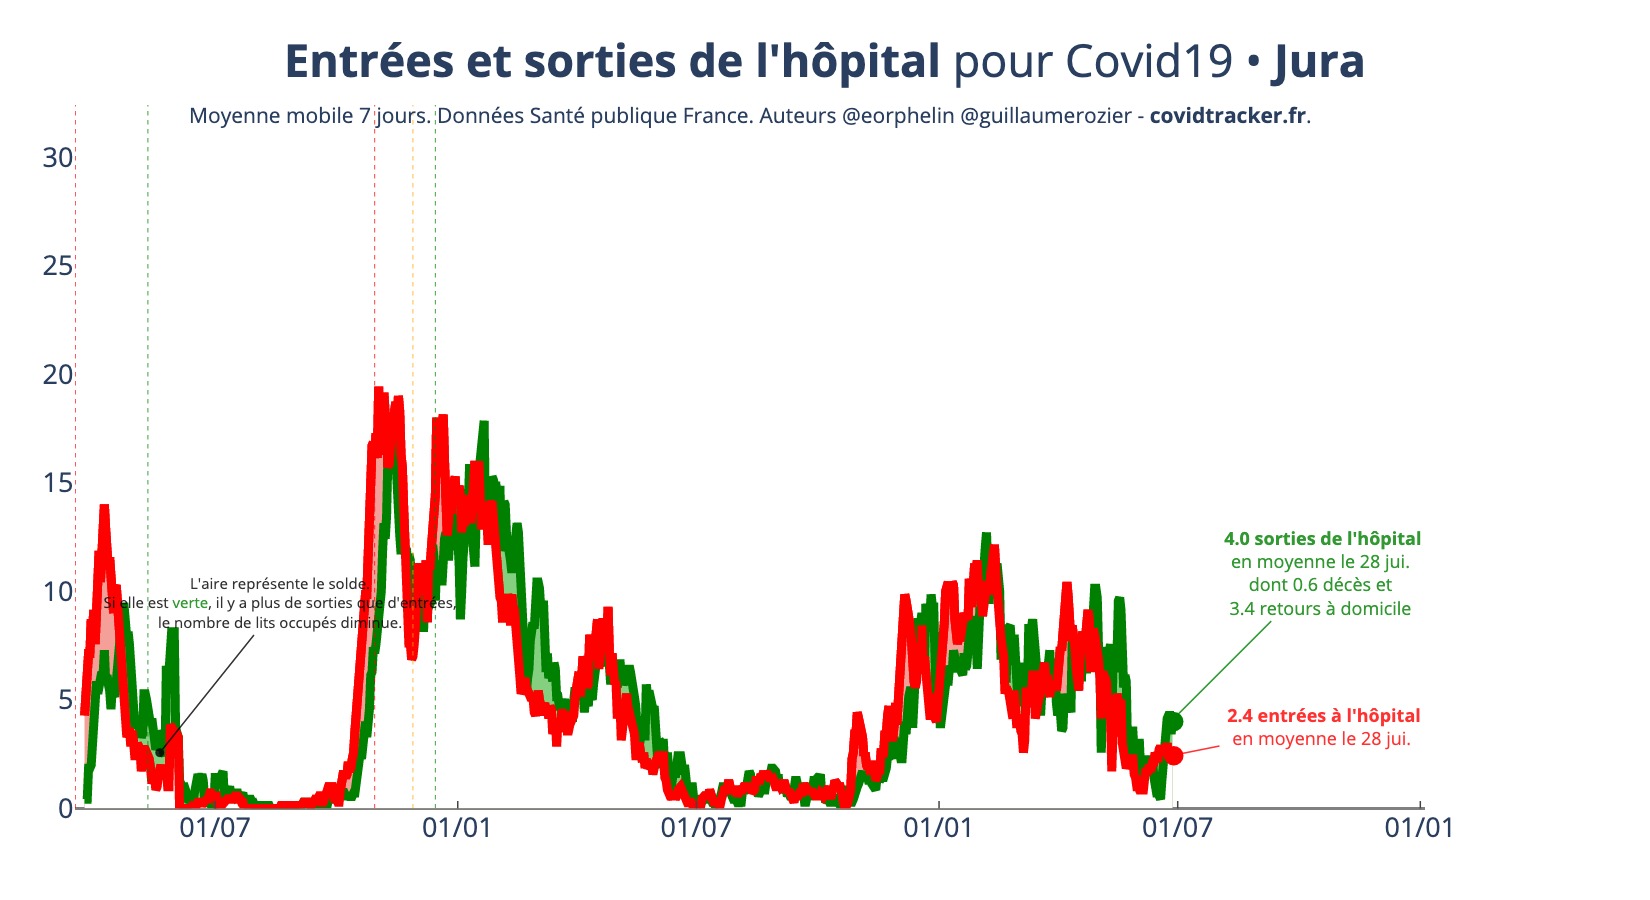 Entrées et sorties de l'hôpital pour Covid19 • Jura
Moyenne mobile 7 jours. Données Santé publique France. Auteurs @eorphelin @guillaumerozier - covidtracker.fr.
30
25
20
15
10
5
0
L'aire représente le solde.
Si elle est verte, il y a plus de sorties que d'entrées,
le nombre de lits occupés diminue.
4.0 sorties de l'hôpital
en moyenne le 28 jui.
dont 0.6 décès et
3.4 retours à domicile
2.4 entrées à l'hôpital
en moyenne le 28 jui.
01/07
01/01
01/07
01/01
01/07
01/01